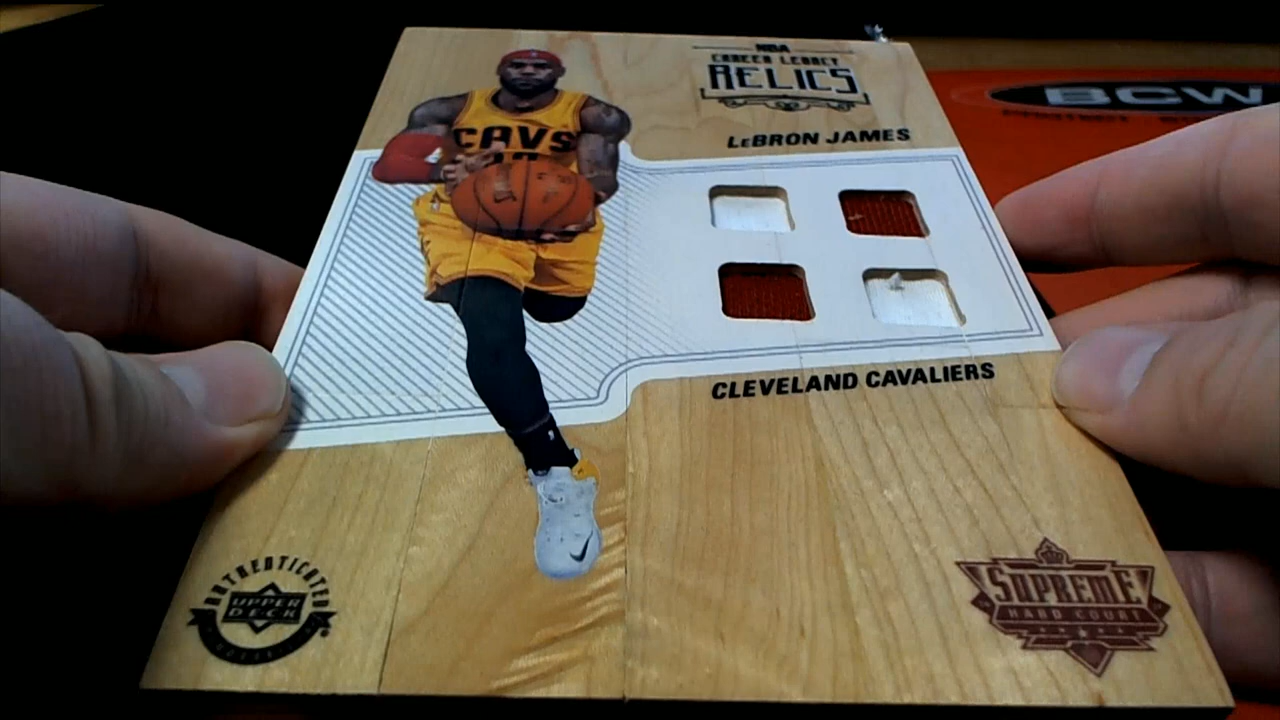 NBA
CAREER LEGACY
RELICS
BCW
LeBRON JAMES
CAVS
CLEVELAND CAVALIERS
AUTHENTICATED
UPPER DECK
SUPREME
HARD COURT